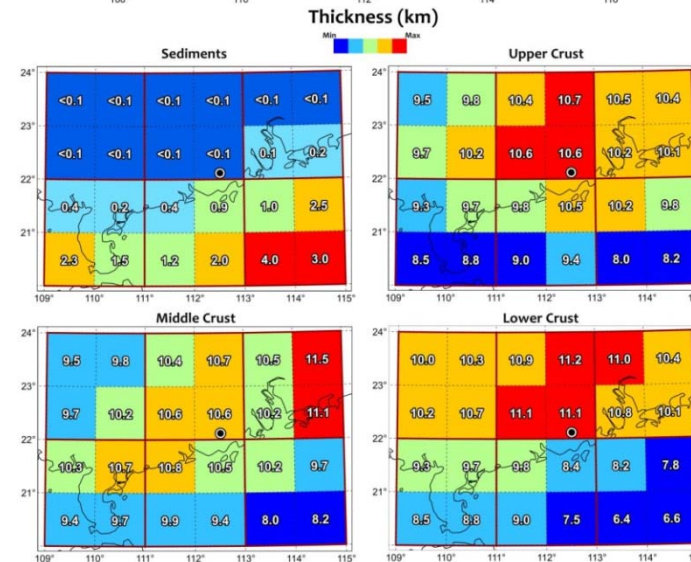 108 110 112 114 116
Thickness (km)
Min Max
Sediments
24°
<0.1 <0.1 <0.1 <0.1 <0.1 <0.1
23°
<0.1 <0.1 <0.1 <0.1 0.1 0.2
22°
0.4 0.2 0.4 0.9 1.0 2.5
21°
2.3 1.5 1.2 2.0 4.0 3.0
109° 110° 111° 112° 113° 114° 115°
Upper Crust
24°
9.5 9.8 10.4 10.7 10.5 10.4
23°
9.7 10.2 10.6 10.6 10.2 10.1
22°
9.3 9.7 9.8 10.5 10.2 9.8
21°
8.5 8.8 9.0 9.4 8.0 8.2
109° 110° 111° 112° 113° 114°
Middle Crust
24°
9.5 9.8 10.4 10.7 10.5 11.5
23°
9.7 10.2 10.6 10.6 10.2 11.1
22°
10.3 10.7 10.8 10.5 10.2 9.7
21°
9.4 9.7 9.9 9.4 8.0 8.2
109° 110° 111° 112° 113° 114° 115°
Lower Crust
24°
10.0 10.3 10.9 11.2 11.0 10.4
23°
10.2 10.7 11.1 11.1 10.8 10.1
22°
9.3 9.7 9.8 8.4 8.2 7.8
21°
8.5 8.8 9.0 7.5 6.4 6.6
109° 110° 111° 112° 113° 114°